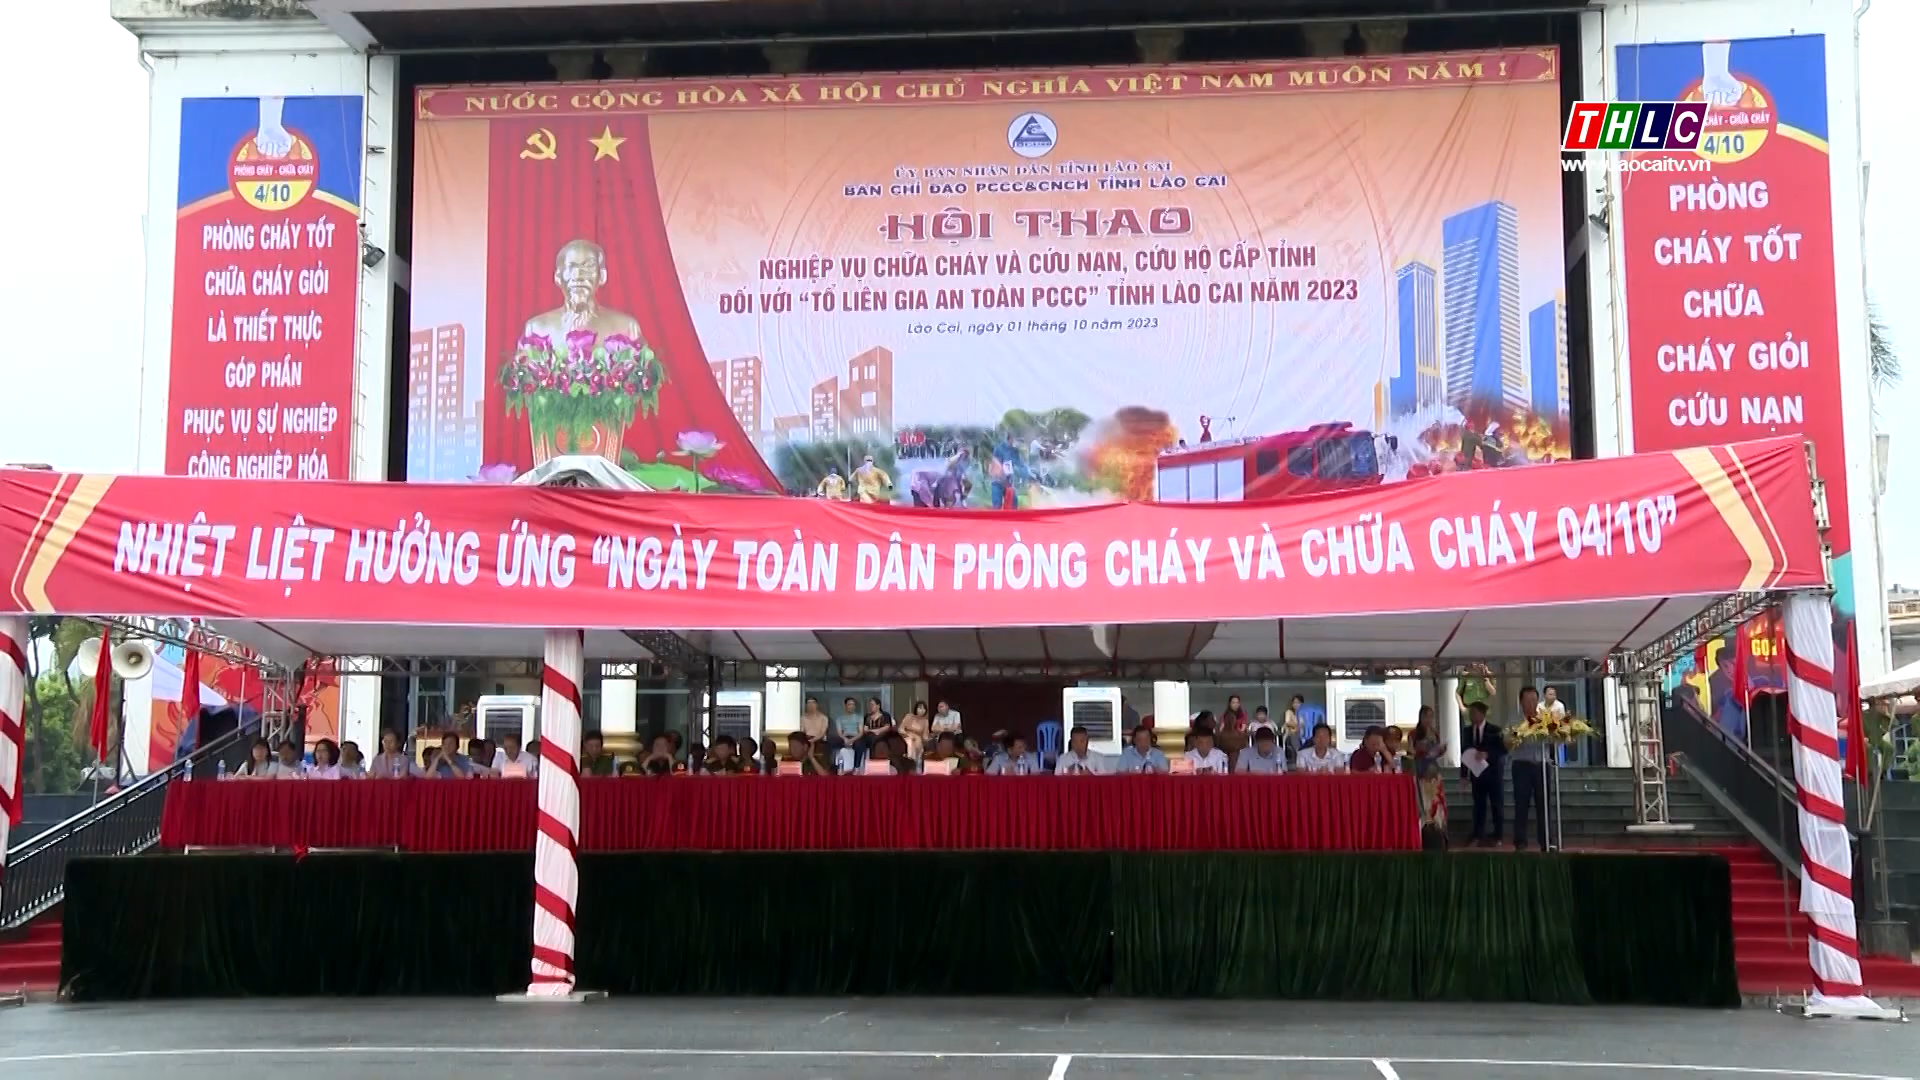 NƯỚC CỘNG HÒA XÃ HỘI CHỦ NGHĨA VIỆT NAM MUÔN NĂM !
THLC
www.laocaitv.vn
ỦY BAN NHÂN DÂN TỈNH LÀO CAI
BAN CHỈ ĐẠO PCCC&CNCH TỈNH LÀO CAI
HỘI THAO
NGHIỆP VỤ CHỮA CHÁY VÀ CỨU NẠN, CỨU HỘ CẤP TỈNH
ĐỐI VỚI “TỔ LIÊN GIA AN TOÀN PCCC” TỈNH LÀO CAI NĂM 2023
Lào Cai, ngày 01 tháng 10 năm 2023
PHÒNG CHÁY - CHỮA CHÁY
4/10
PHÒNG CHÁY TỐT
CHỮA CHÁY GIỎI
LÀ THIẾT THỰC
GÓP PHẦN
PHỤC VỤ SỰ NGHIỆP
CÔNG NGHIỆP HÓA
CHÁY - CHỮA CHÁY
4/10
PHÒNG
CHÁY TỐT
CHỮA
CHÁY GIỎI
CỨU NẠN
NHIỆT LIỆT HƯỞNG ỨNG “NGÀY TOÀN DÂN PHÒNG CHÁY VÀ CHỮA CHÁY 04/10”